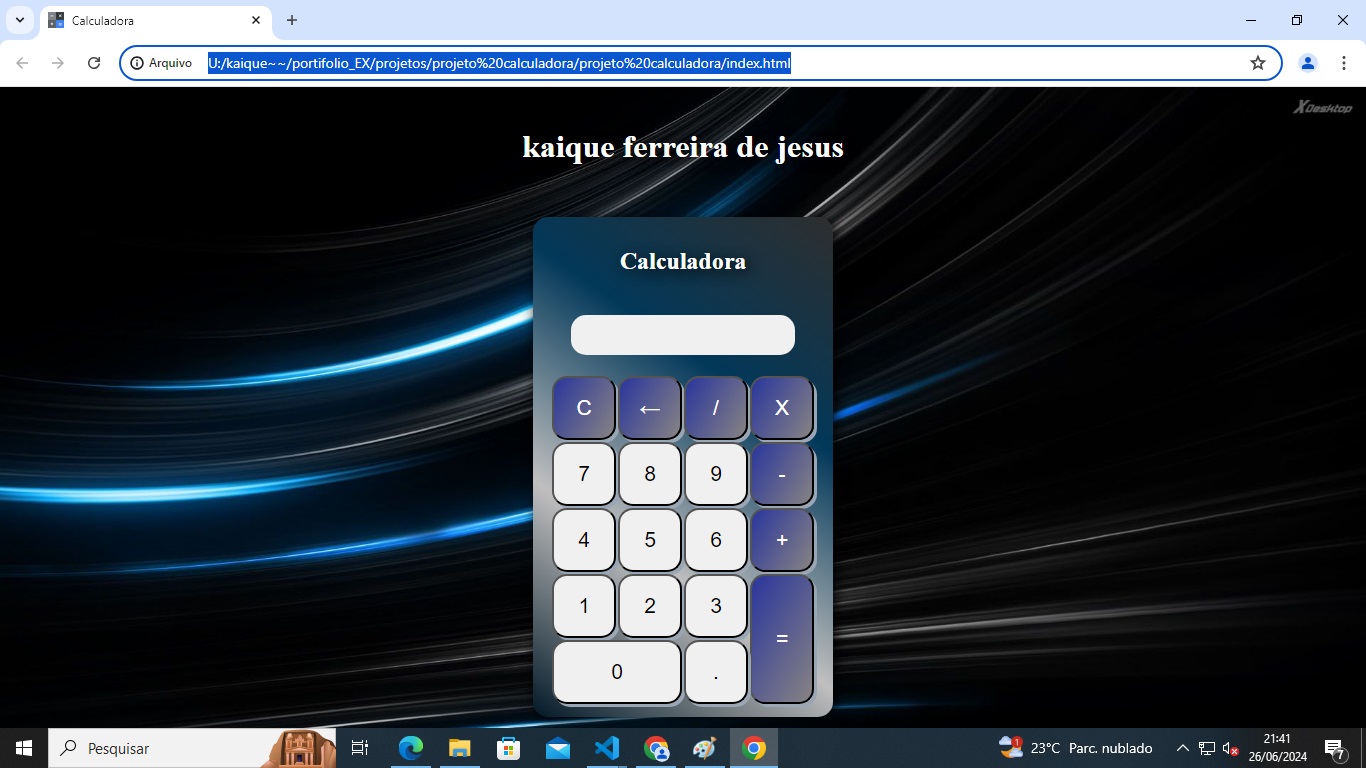 Calculadora
Arquivo
U:/kaique~~/portifolio_EX/projetos/projeto%20calculadora/projeto%20calculadora/index.html
XDesktop
kaique ferreira de jesus
Calculadora
C ← / X
7 8 9 -
4 5 6 +
1 2 3
=
0 .
Pesquisar
1
23°C Parc. nublado
21:41
26/06/2024
7